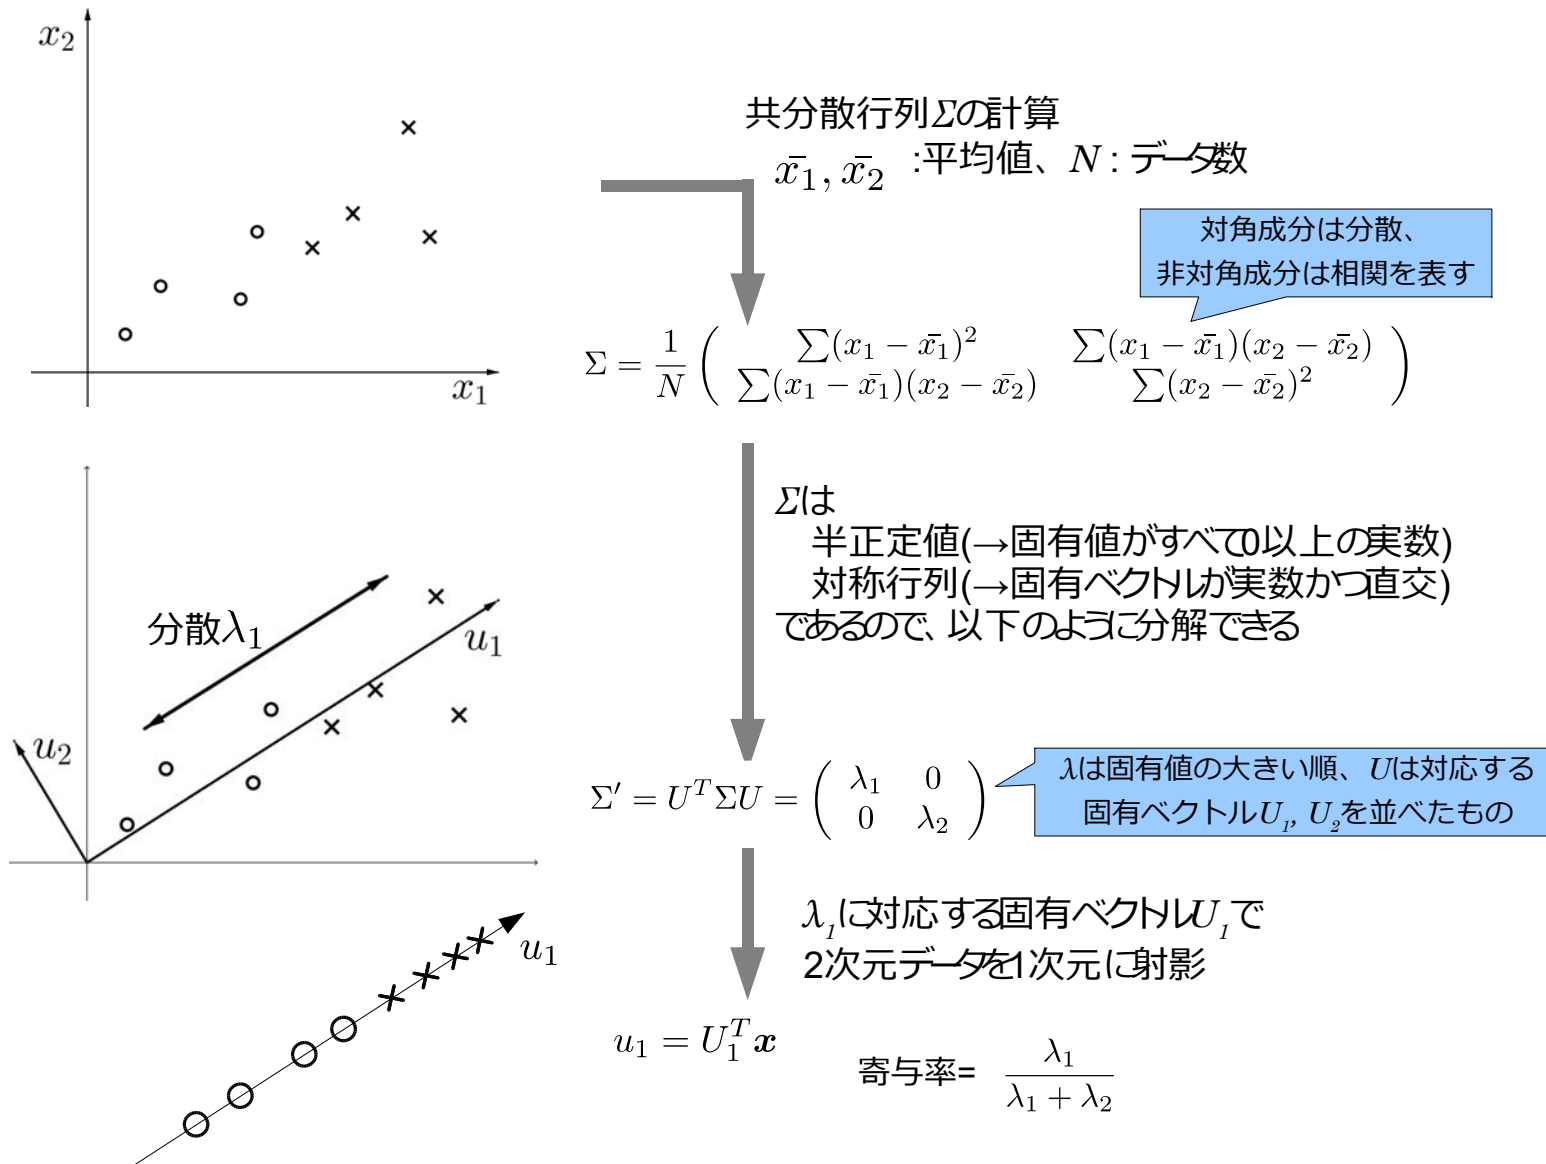 x₂
x₁
共分散行列Σの計算
x̄₁, x̄₂ :平均値、N : データ数
対角成分は分散、
非対角成分は相関を表す
Σ = 1/N ( ∑(x₁ − x̄₁)² ∑(x₁ − x̄₁)(x₂ − x̄₂)
∑(x₁ − x̄₁)(x₂ − x̄₂) ∑(x₂ − x̄₂)² )
Σは
半正定値(→固有値がすべて0以上の実数)
対称行列(→固有ベクトルが実数かつ直交)
であるので、以下のように分解できる
分散λ₁
u₁
u₂
Σ′ = UᵀΣU = ( λ₁ 0
0 λ₂ )
λは固有値の大きい順、Uは対応する
固有ベクトルU₁, U₂を並べたもの
λ₁に対応する固有ベクトルU₁で
2次元データを1次元に射影
u₁
u₁ = U₁ᵀx
寄与率= λ₁ / (λ₁ + λ₂)